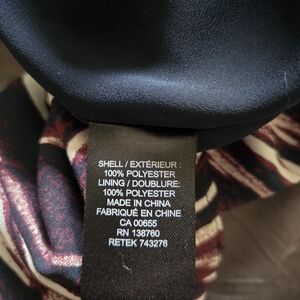 SHELL / EXTÉRIEUR :
100% POLYESTER
LINING / DOUBLURE:
100% POLYESTER
MADE IN CHINA
FABRIQUÉ EN CHINE
CA 00655
RN 138760
RETEK 743276